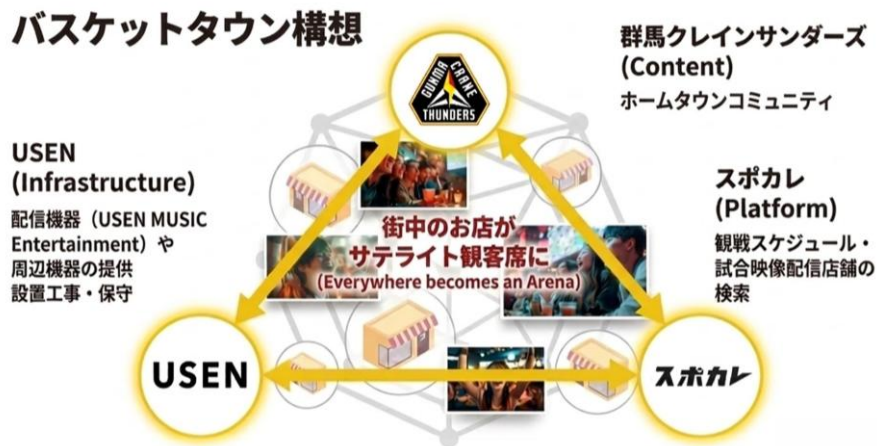 バスケットタウン構想
GUNMA CRANE THUNDERS
群馬クレインサンダーズ
(Content)
ホームタウンコミュニティ
USEN
(Infrastructure)
配信機器（USEN MUSIC
Entertainment）や
周辺機器の提供
設置工事・保守
街中のお店が
サテライト観客席に
(Everywhere becomes an Arena)
スポカレ
(Platform)
観戦スケジュール・
試合映像配信店舗の
検索
USEN
スポカレ